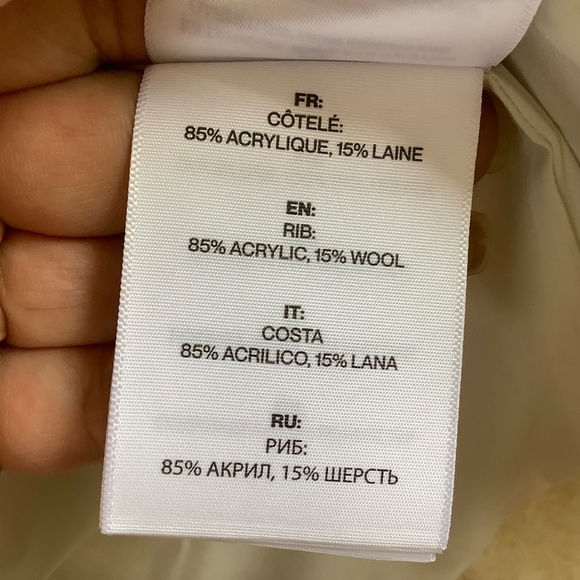 FR:
CÔTELÉ:
85% ACRYLIQUE, 15% LAINE
EN:
RIB:
85% ACRYLIC, 15% WOOL
IT:
COSTA
85% ACRILICO, 15% LANA
RU:
РИБ:
85% АКРИЛ, 15% ШЕРСТЬ